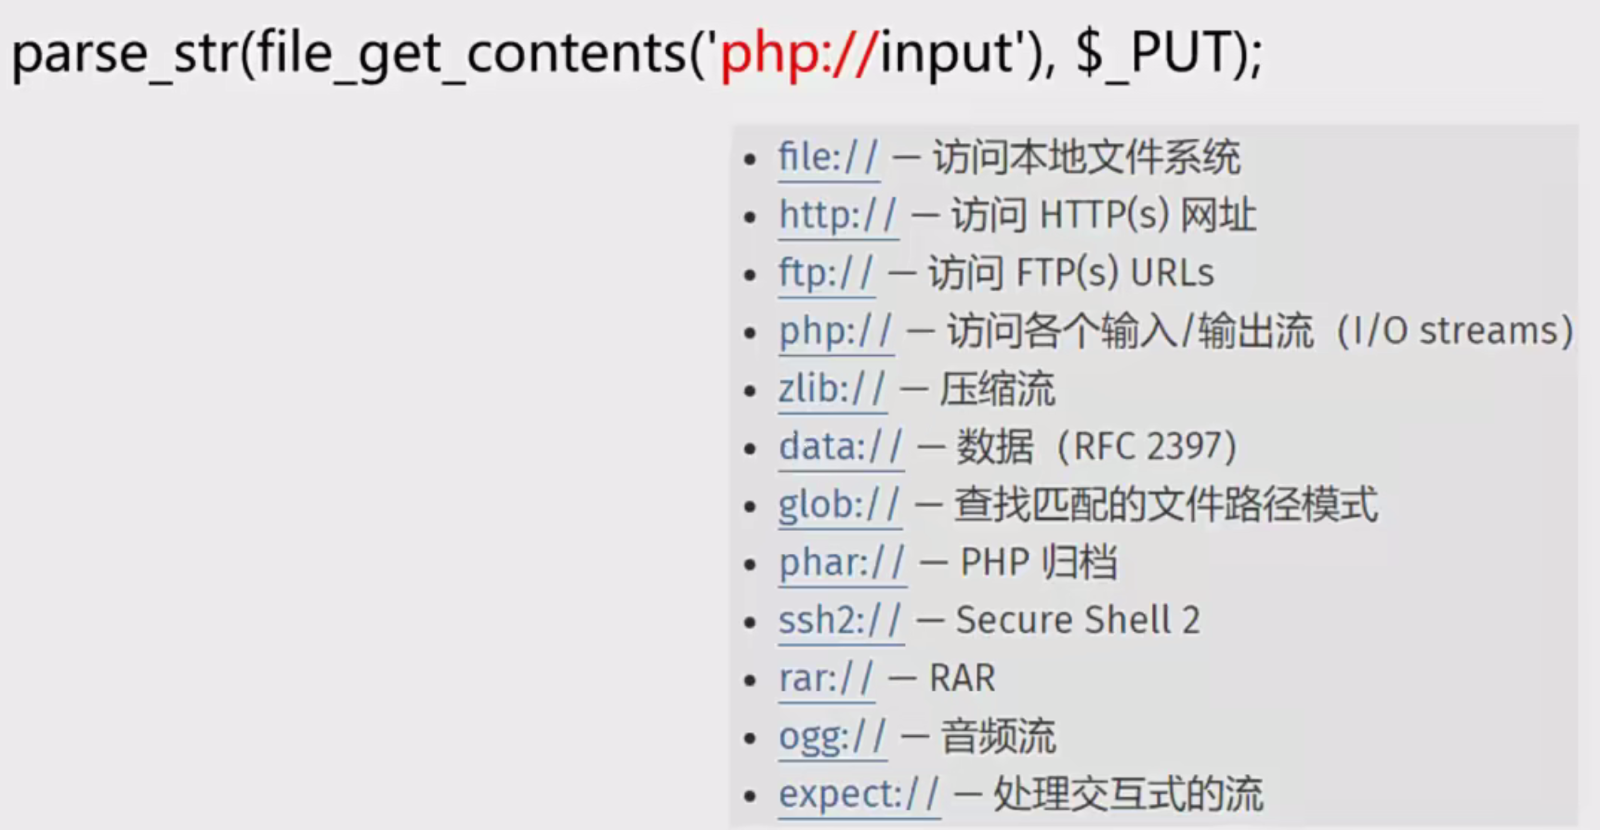 parse_str(file_get_contents('php://input'), $_PUT);
• file:// — 访问本地文件系统
• http:// — 访问 HTTP(s) 网址
• ftp:// — 访问 FTP(s) URLs
• php:// — 访问各个输入/输出流（I/O streams）
• zlib:// — 压缩流
• data:// — 数据（RFC 2397）
• glob:// — 查找匹配的文件路径模式
• phar:// — PHP 归档
• ssh2:// — Secure Shell 2
• rar:// — RAR
• ogg:// — 音频流
• expect:// — 处理交互式的流